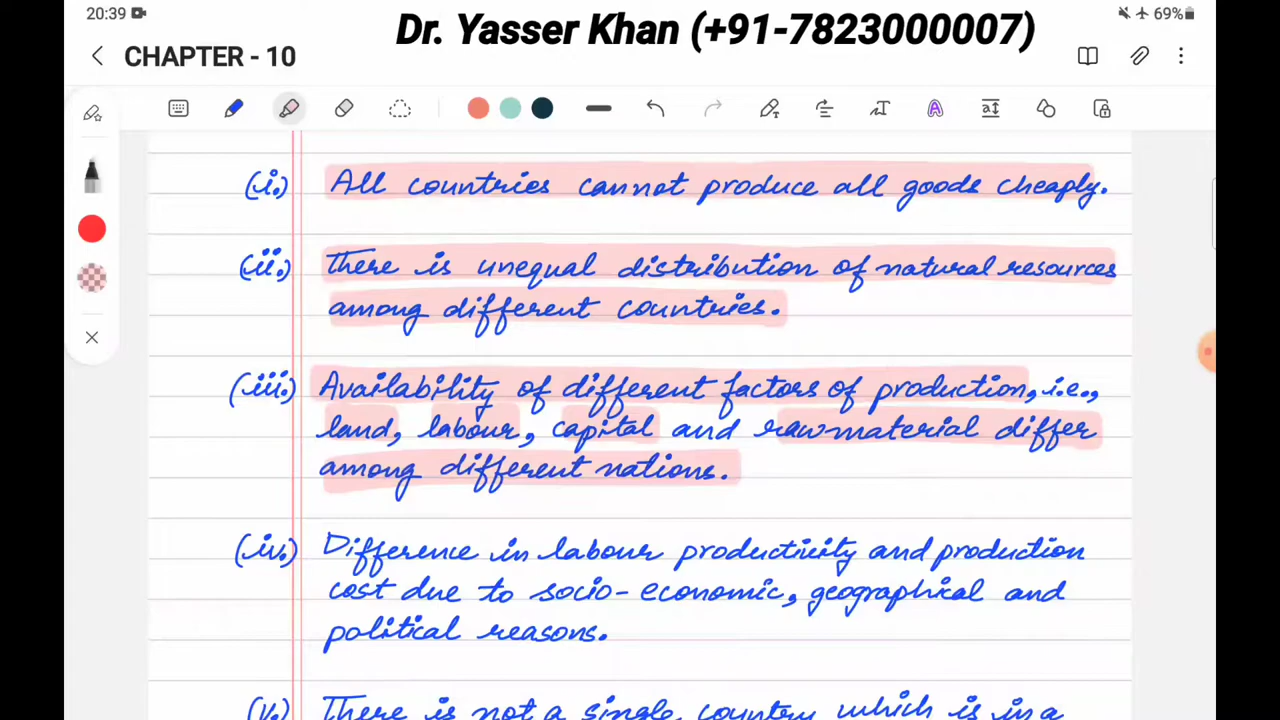 20:39
69%
Dr. Yasser Khan (+91-7823000007)
CHAPTER - 10
(i.) All countries cannot produce all goods cheaply.
(ii.) There is unequal distribution of natural resources
among different countries.
(iii.) Availability of different factors of production, i.e.,
land, labour, capital and rawmaterial differ
among different nations.
(iv.) Difference in labour productivity and production
cost due to socio-economic, geographical and
political reasons.
(v.) There is not a single country which is in a